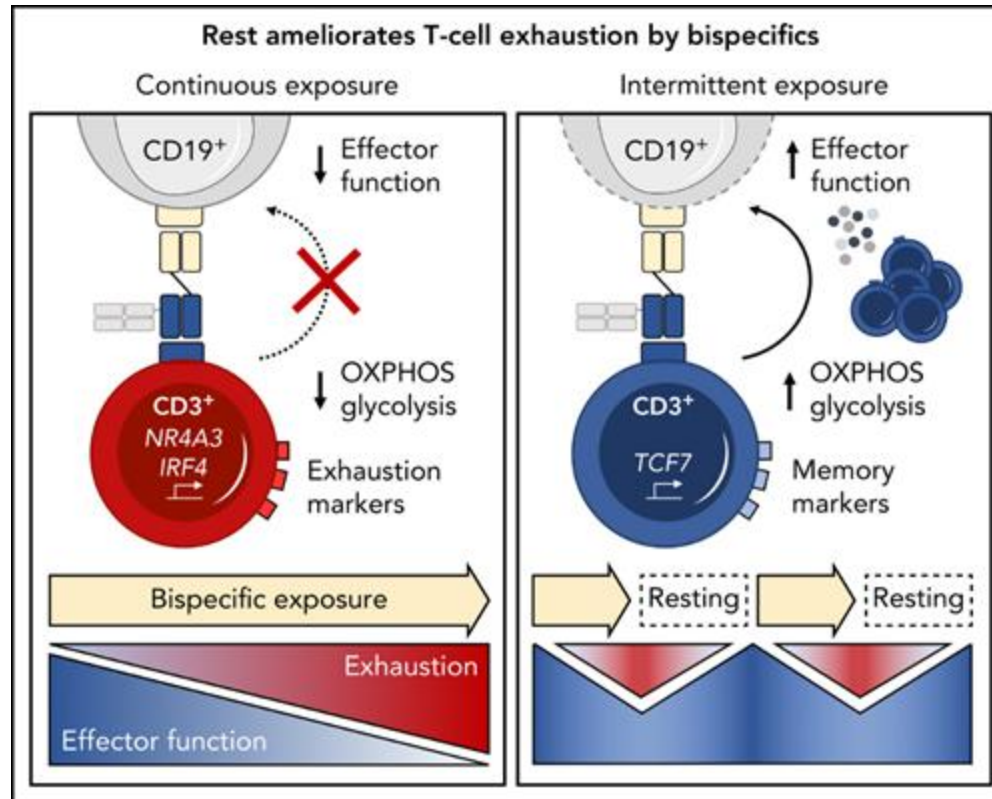 Rest ameliorates T-cell exhaustion by bispecifics
Continuous exposure
CD19⁺
Effector
function
OXPHOS
glycolysis
CD3⁺
NR4A3
IRF4
Exhaustion
markers
Bispecific exposure
Exhaustion
Effector function
Intermittent exposure
CD19⁺
Effector
function
OXPHOS
glycolysis
CD3⁺
TCF7
Memory
markers
Resting
Resting